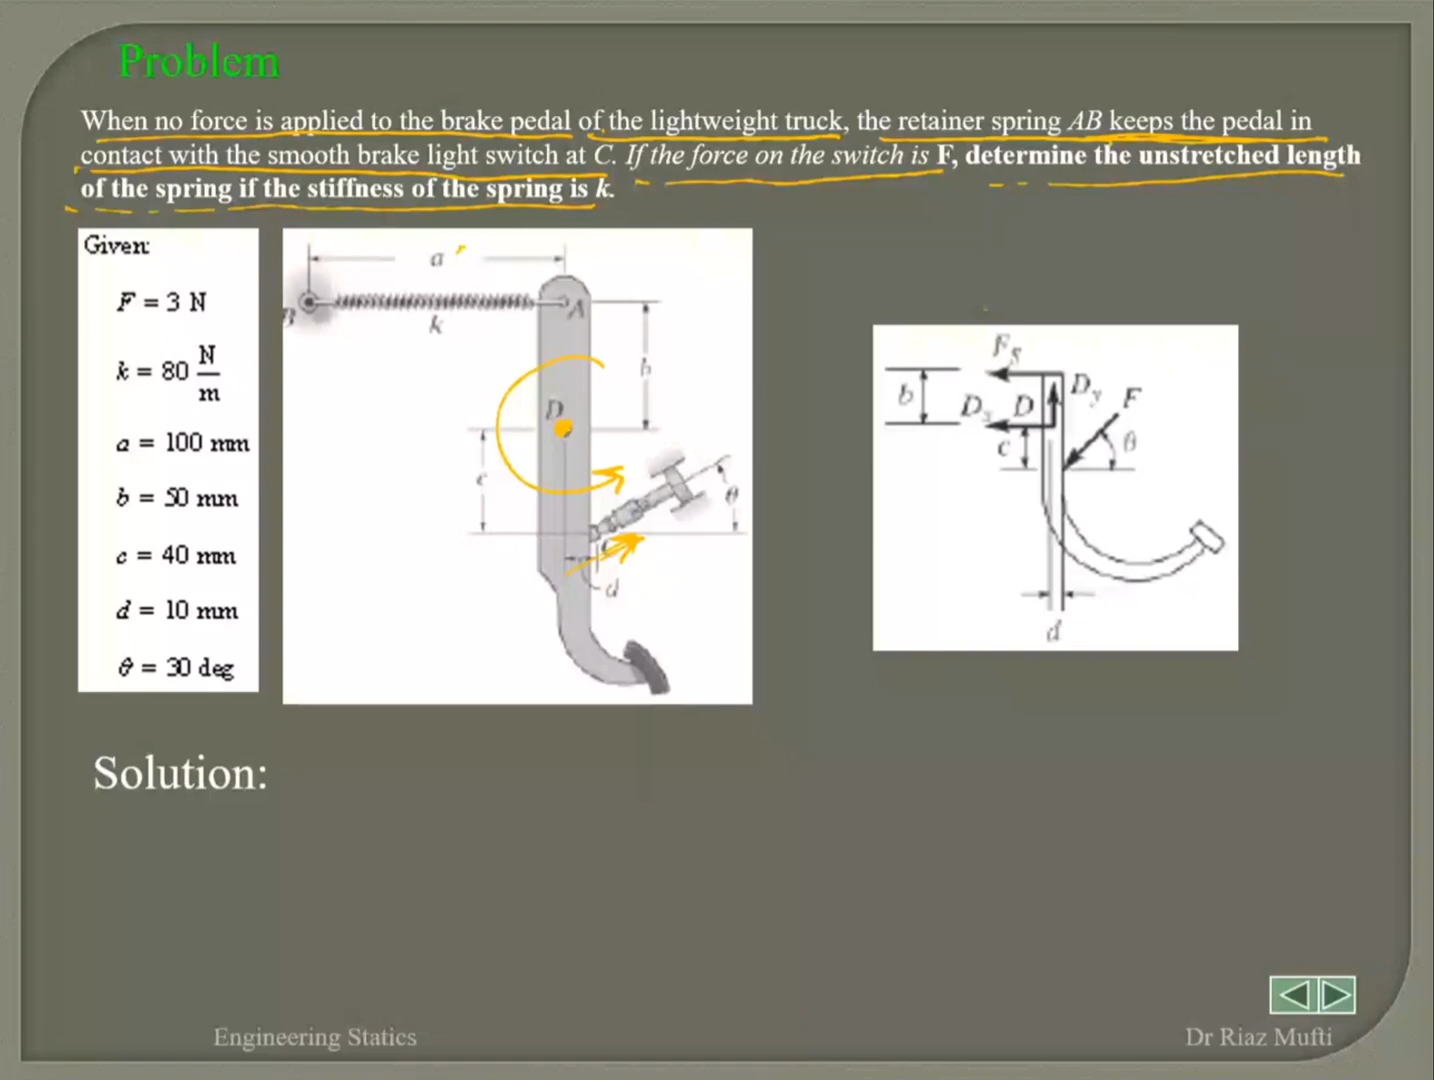 Problem
When no force is applied to the brake pedal of the lightweight truck, the retainer spring AB keeps the pedal in
contact with the smooth brake light switch at C. If the force on the switch is F, determine the unstretched length
of the spring if the stiffness of the spring is k.
Given:
F = 3 N
k = 80 N/m
a = 100 mm
b = 50 mm
c = 40 mm
d = 10 mm
θ = 30 deg
a
B
k
A
b
D
c
θ
C
d
Fs
b
Dx
D
Dy
F
c
θ
d
Solution:
Engineering Statics
Dr Riaz Mufti